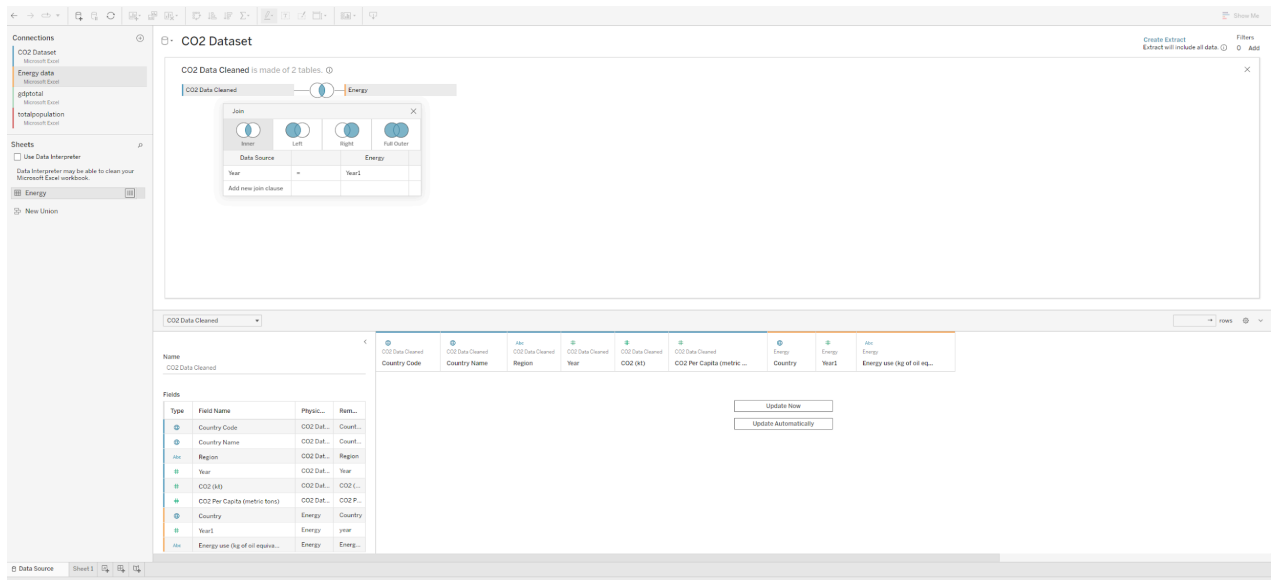 Show Me
Connections
CO2 Dataset
Microsoft Excel
Energy data
Microsoft Excel
gdptotal
Microsoft Excel
totalpopulation
Microsoft Excel
Sheets
Use Data Interpreter
Data Interpreter may be able to clean your
Microsoft Excel workbook.
Energy
New Union
CO2 Dataset
Create Extract
Extract will include all data.
Filters
0 Add
CO2 Data Cleaned is made of 2 tables.
CO2 Data Cleaned
Energy
Join
Inner Left Right Full Outer
Data Source Energy
Year = Year1
Add new join clause
CO2 Data Cleaned
rows
Name
CO2 Data Cleaned
Fields
Type Field Name Physic... Rem...
Country Code CO2 Dat... Count...
Country Name CO2 Dat... Count...
Abc Region CO2 Dat... Region
# Year CO2 Dat... Year
# CO2 (kt) CO2 Dat... CO2 (...
# CO2 Per Capita (metric tons) CO2 Dat... CO2 P...
Country Energy Country
# Year1 Energy year
Abc Energy use (kg of oil equiva... Energy Energ...
Abc # # # # Abc
CO2 Data Cleaned CO2 Data Cleaned CO2 Data Cleaned CO2 Data Cleaned CO2 Data Cleaned CO2 Data Cleaned Energy Energy Energy
Country Code Country Name Region Year CO2 (kt) CO2 Per Capita (metric ... Country Year1 Energy use (kg of oil eq...
Update Now
Update Automatically
Data Source Sheet 1